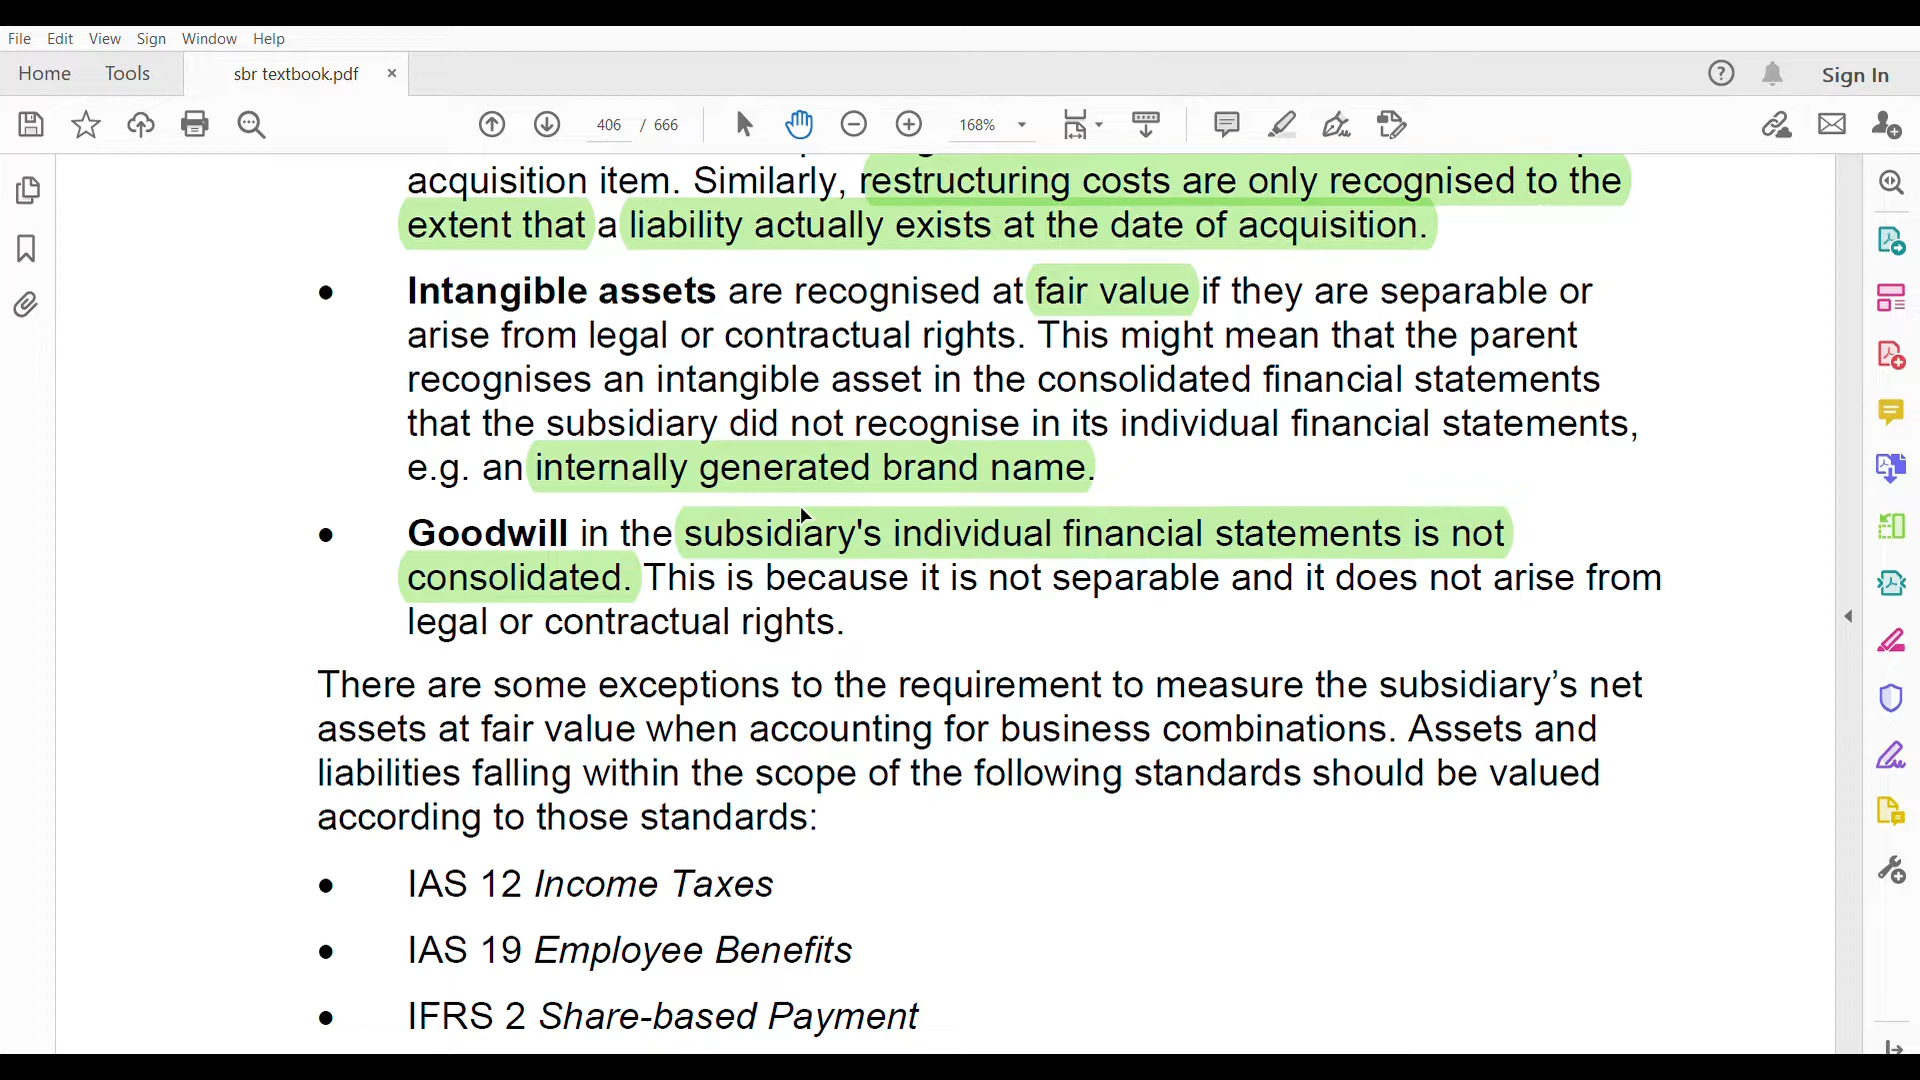 File Edit View Sign Window Help
Home Tools sbr textbook.pdf × Sign In
406 / 666 168%
acquisition item. Similarly, restructuring costs are only recognised to the
extent that a liability actually exists at the date of acquisition.
• Intangible assets are recognised at fair value if they are separable or
arise from legal or contractual rights. This might mean that the parent
recognises an intangible asset in the consolidated financial statements
that the subsidiary did not recognise in its individual financial statements,
e.g. an internally generated brand name.
• Goodwill in the subsidiary's individual financial statements is not
consolidated. This is because it is not separable and it does not arise from
legal or contractual rights.
There are some exceptions to the requirement to measure the subsidiary’s net
assets at fair value when accounting for business combinations. Assets and
liabilities falling within the scope of the following standards should be valued
according to those standards:
• IAS 12 Income Taxes
• IAS 19 Employee Benefits
• IFRS 2 Share-based Payment